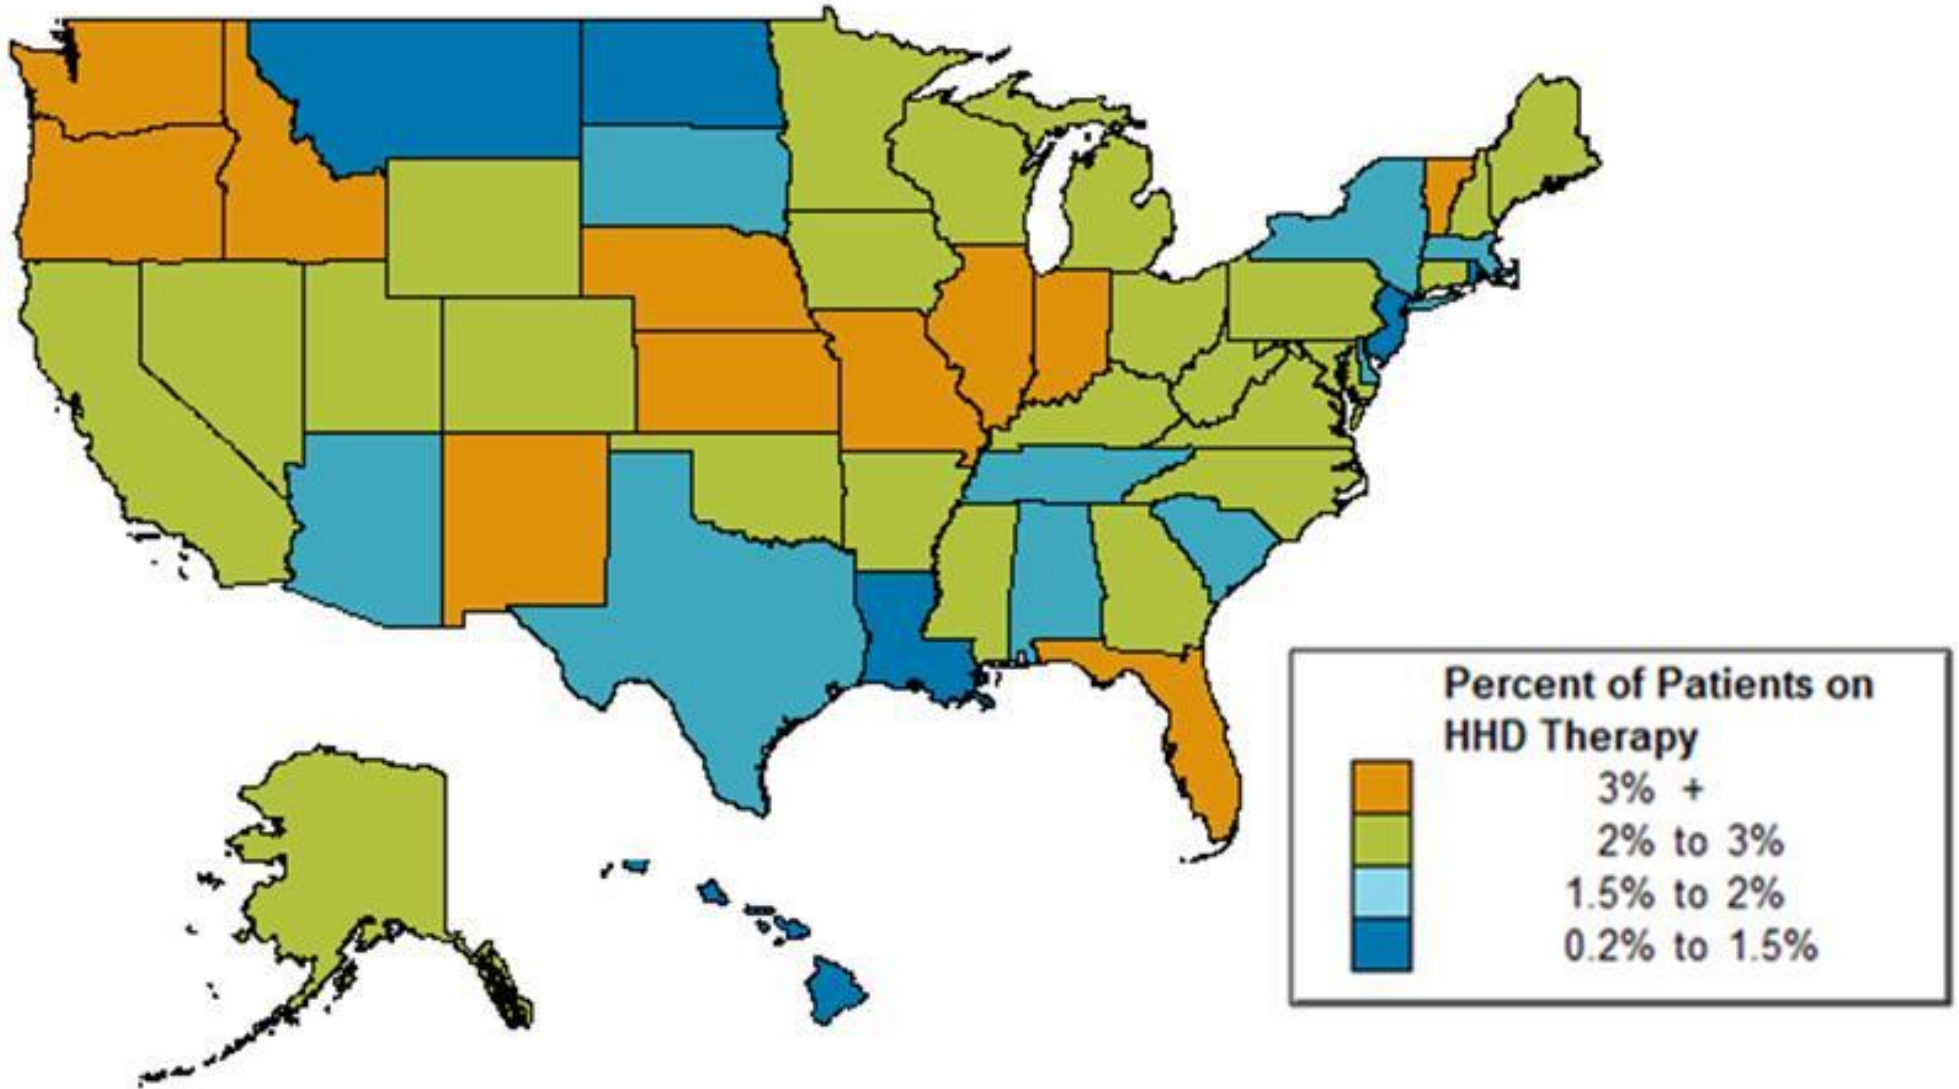 Percent of Patients on
HHD Therapy
3% +
2% to 3%
1.5% to 2%
0.2% to 1.5%